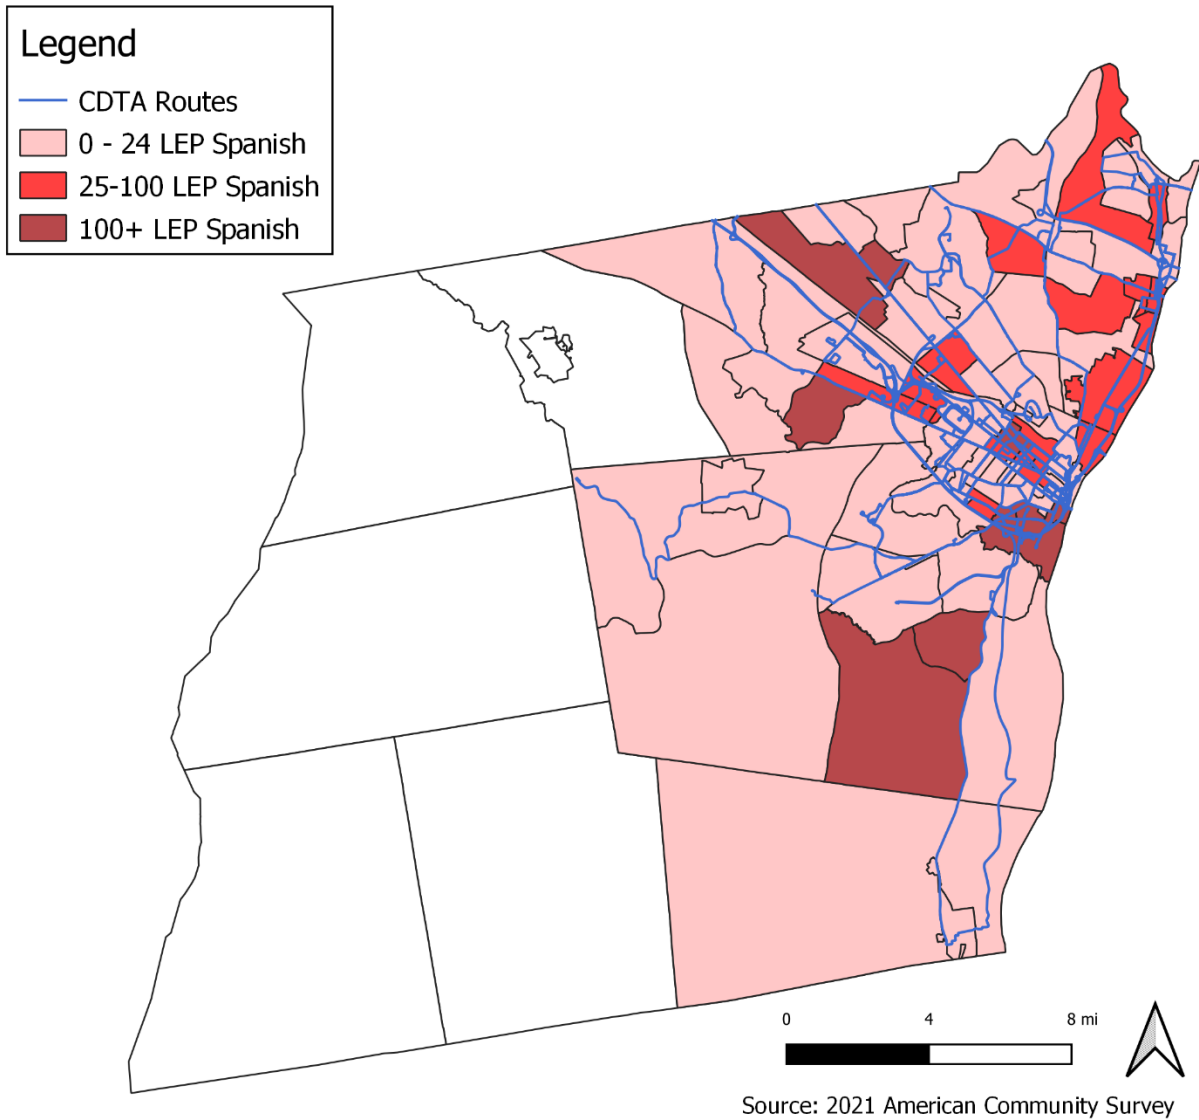 Legend
CDTA Routes
0 - 24 LEP Spanish
25-100 LEP Spanish
100+ LEP Spanish
0 4 8 mi
Source: 2021 American Community Survey